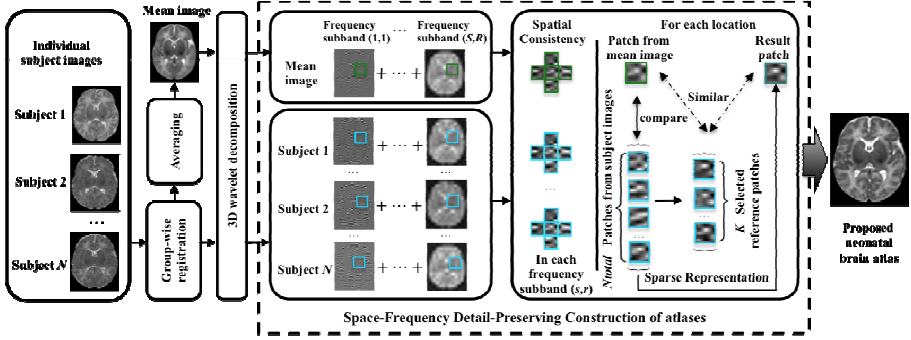 Individual
subject images
Subject 1
Subject 2
...
Subject N
Mean image
Averaging
Group-wise
registration
3D wavelet decomposition
Frequency ... Frequency
subband (1,1) subband (S,R)
Mean
image
+ ··· +
Subject 1
+ ··· +
...
...
Subject 2
+ ··· +
...
...
Subject N
+ ··· +
Spatial
Consistency
...
In each
frequency
subband (s,r)
For each location
Patch from
mean image
Result
patch
Similar
compare
Ntotal Patches from subject images
...
...
K Selected
reference patches
Sparse Representation
Space-Frequency Detail-Preserving Construction of atlases
Proposed
neonatal
brain atlas